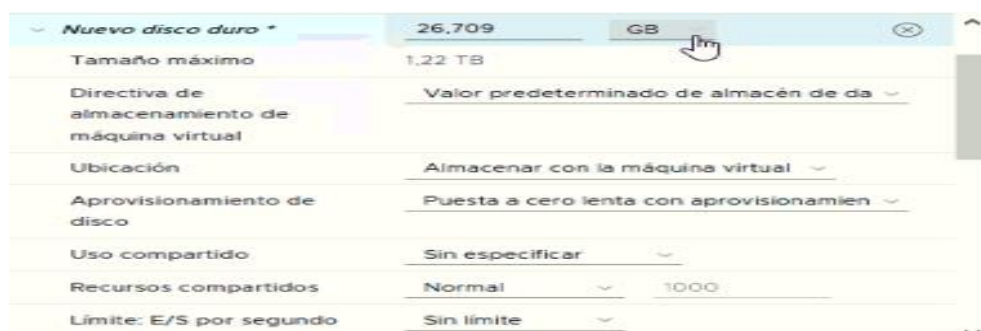 Nuevo disco duro * 26,709 GB
Tamaño máximo 1,22 TB
Directiva de almacenamiento de máquina virtual Valor predeterminado de almacén de da
Ubicación Almacenar con la máquina virtual
Aprovisionamiento de disco Puesta a cero lenta con aprovisionamien
Uso compartido Sin especificar
Recursos compartidos Normal 1000
Límite: E/S por segundo Sin límite